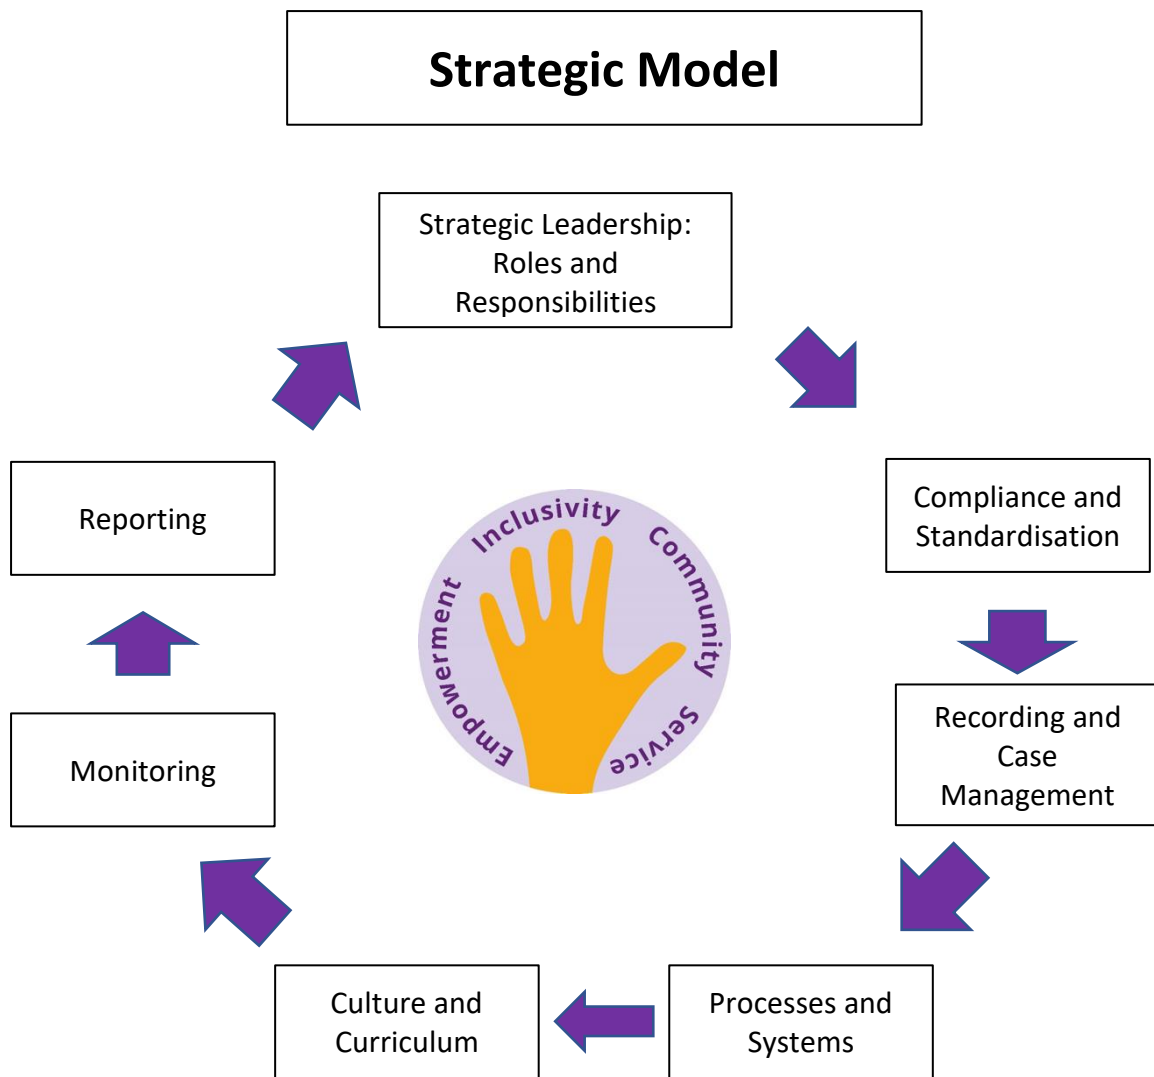 Strategic Model
Strategic Leadership:
Roles and
Responsibilities
Compliance and
Standardisation
Recording and
Case
Management
Processes and
Systems
Culture and
Curriculum
Monitoring
Reporting
Empowerment Inclusivity Community Service